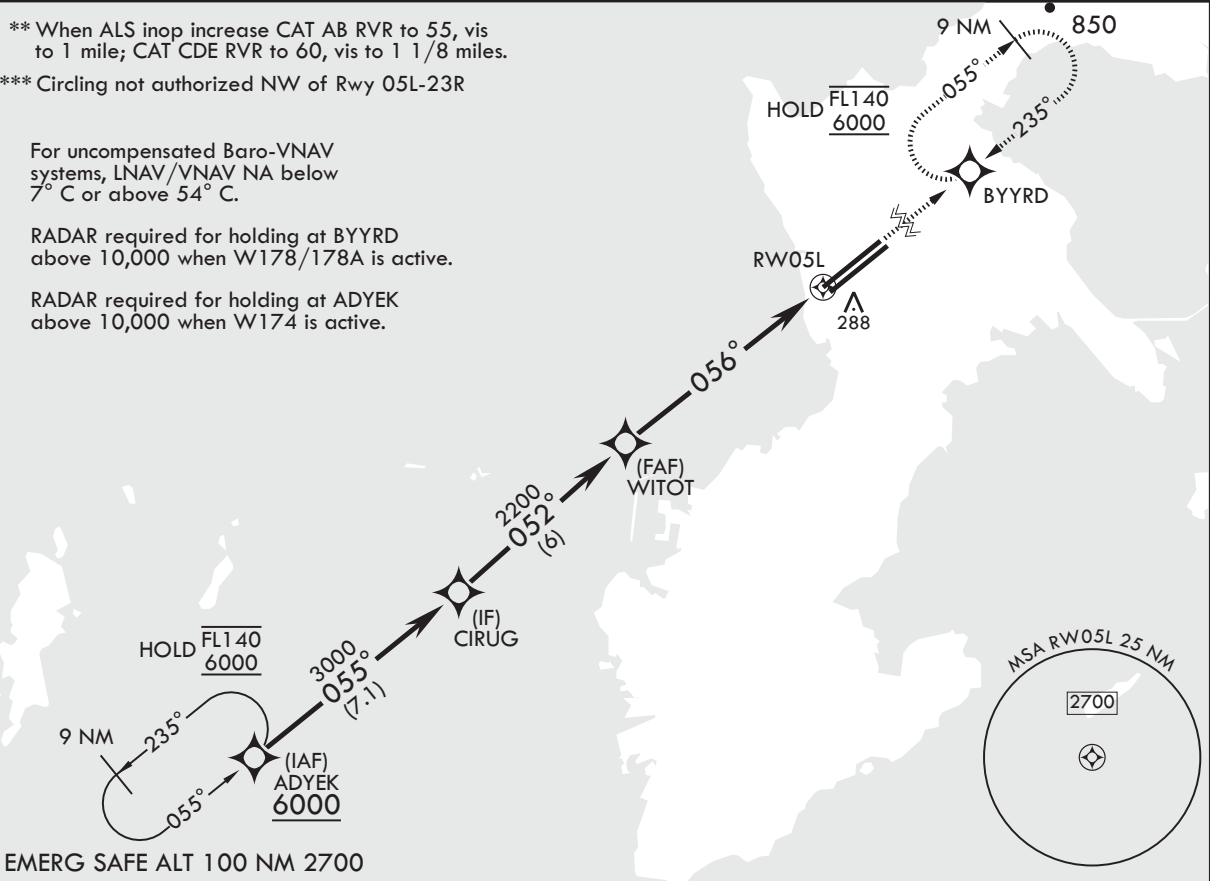 ** When ALS inop increase CAT AB RVR to 55, vis
to 1 mile; CAT CDE RVR to 60, vis to 1 1/8 miles.
*** Circling not authorized NW of Rwy 05L-23R
For uncompensated Baro-VNAV
systems, LNAV/VNAV NA below
7° C or above 54° C.
RADAR required for holding at BYYRD
above 10,000 when W178/178A is active.
RADAR required for holding at ADYEK
above 10,000 when W174 is active.
9 NM
850
055°
HOLD FL140
6000
235°
BYYRD
RW05L
288
056°
(FAF)
WITOT
2200
052°
(6)
(IF)
CIRUG
HOLD FL140
6000
3000
055°
(7.1)
9 NM
235°
055°
(IAF)
ADYEK
6000
MSA RW05L 25 NM
2700
EMERG SAFE ALT 100 NM 2700